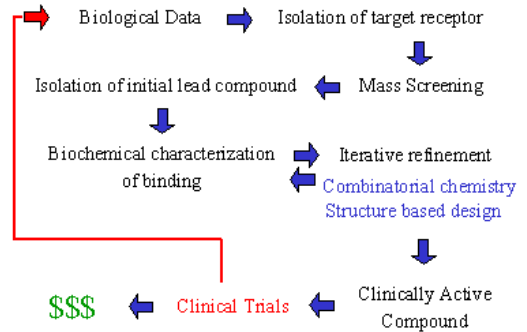 Biological Data
Isolation of target receptor
Isolation of initial lead compound
Mass Screening
Biochemical characterization
of binding
Iterative refinement
Combinatorial chemistry
Structure based design
$$$
Clinical Trials
Clinically Active
Compound